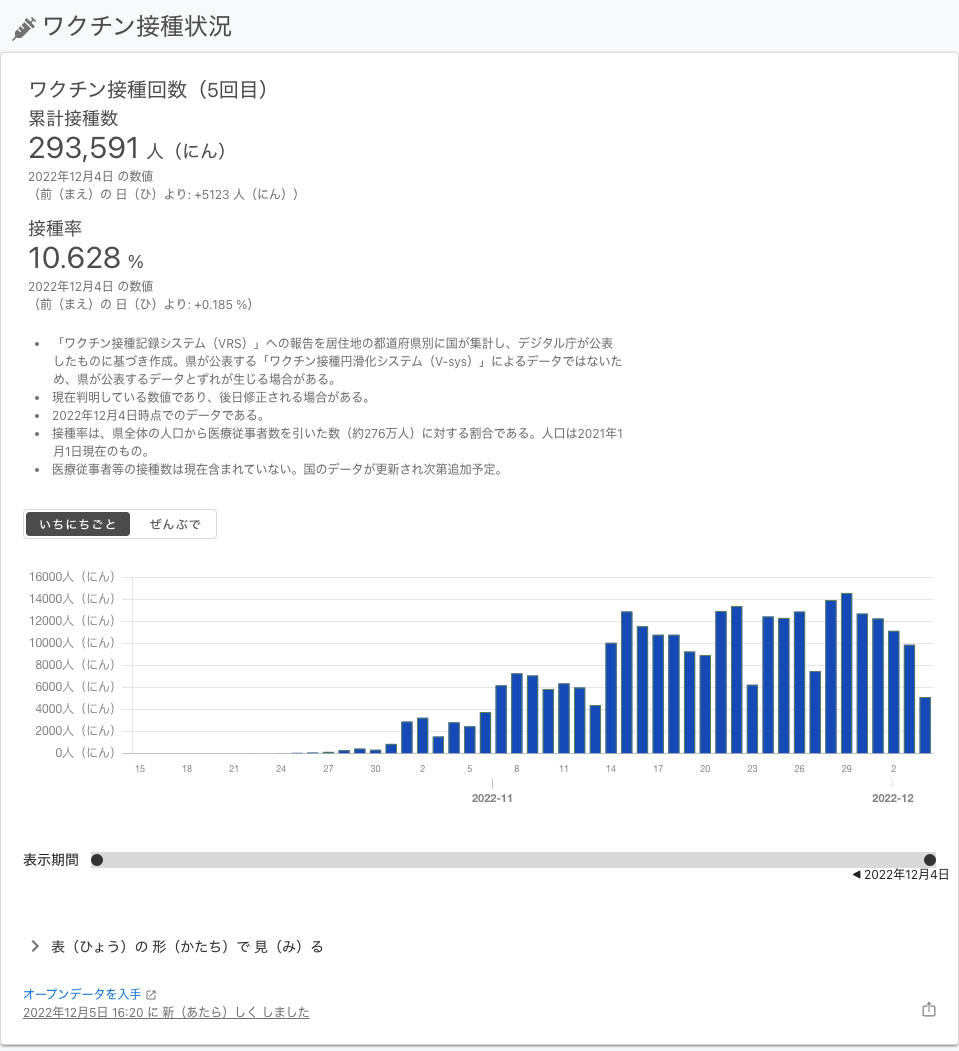 ワクチン接種状況
ワクチン接種回数（5回目）
累計接種数
293,591 人（にん）
2022年12月4日 の数値
（前（まえ）の 日（ひ）より: +5123 人（にん））
接種率
10.628 %
2022年12月4日 の数値
（前（まえ）の 日（ひ）より: +0.185 %）
• 「ワクチン接種記録システム（VRS）」への報告を居住地の都道府県別に国が集計し、デジタル庁が公表
したものに基づき作成。県が公表する「ワクチン接種円滑化システム（V-sys）」によるデータではないた
め、県が公表するデータとずれが生じる場合がある。
• 現在判明している数値であり、後日修正される場合がある。
• 2022年12月4日時点でのデータである。
• 接種率は、県全体の人口から医療従事者数を引いた数（約276万人）に対する割合である。人口は2021年1
月1日現在のもの。
• 医療従事者等の接種数は現在含まれていない。国のデータが更新され次第追加予定。
いちにちごと ぜんぶで
16000人（にん）
14000人（にん）
12000人（にん）
10000人（にん）
8000人（にん）
6000人（にん）
4000人（にん）
2000人（にん）
0人（にん）
15 18 21 24 27 30 2 5 8 11 14 17 20 23 26 29 2
2022-11 2022-12
表示期間
◀ 2022年12月4日
表（ひょう）の 形（かたち）で 見（み）る
オープンデータを入手
2022年12月5日 16:20 に 新（あたら）しく しました